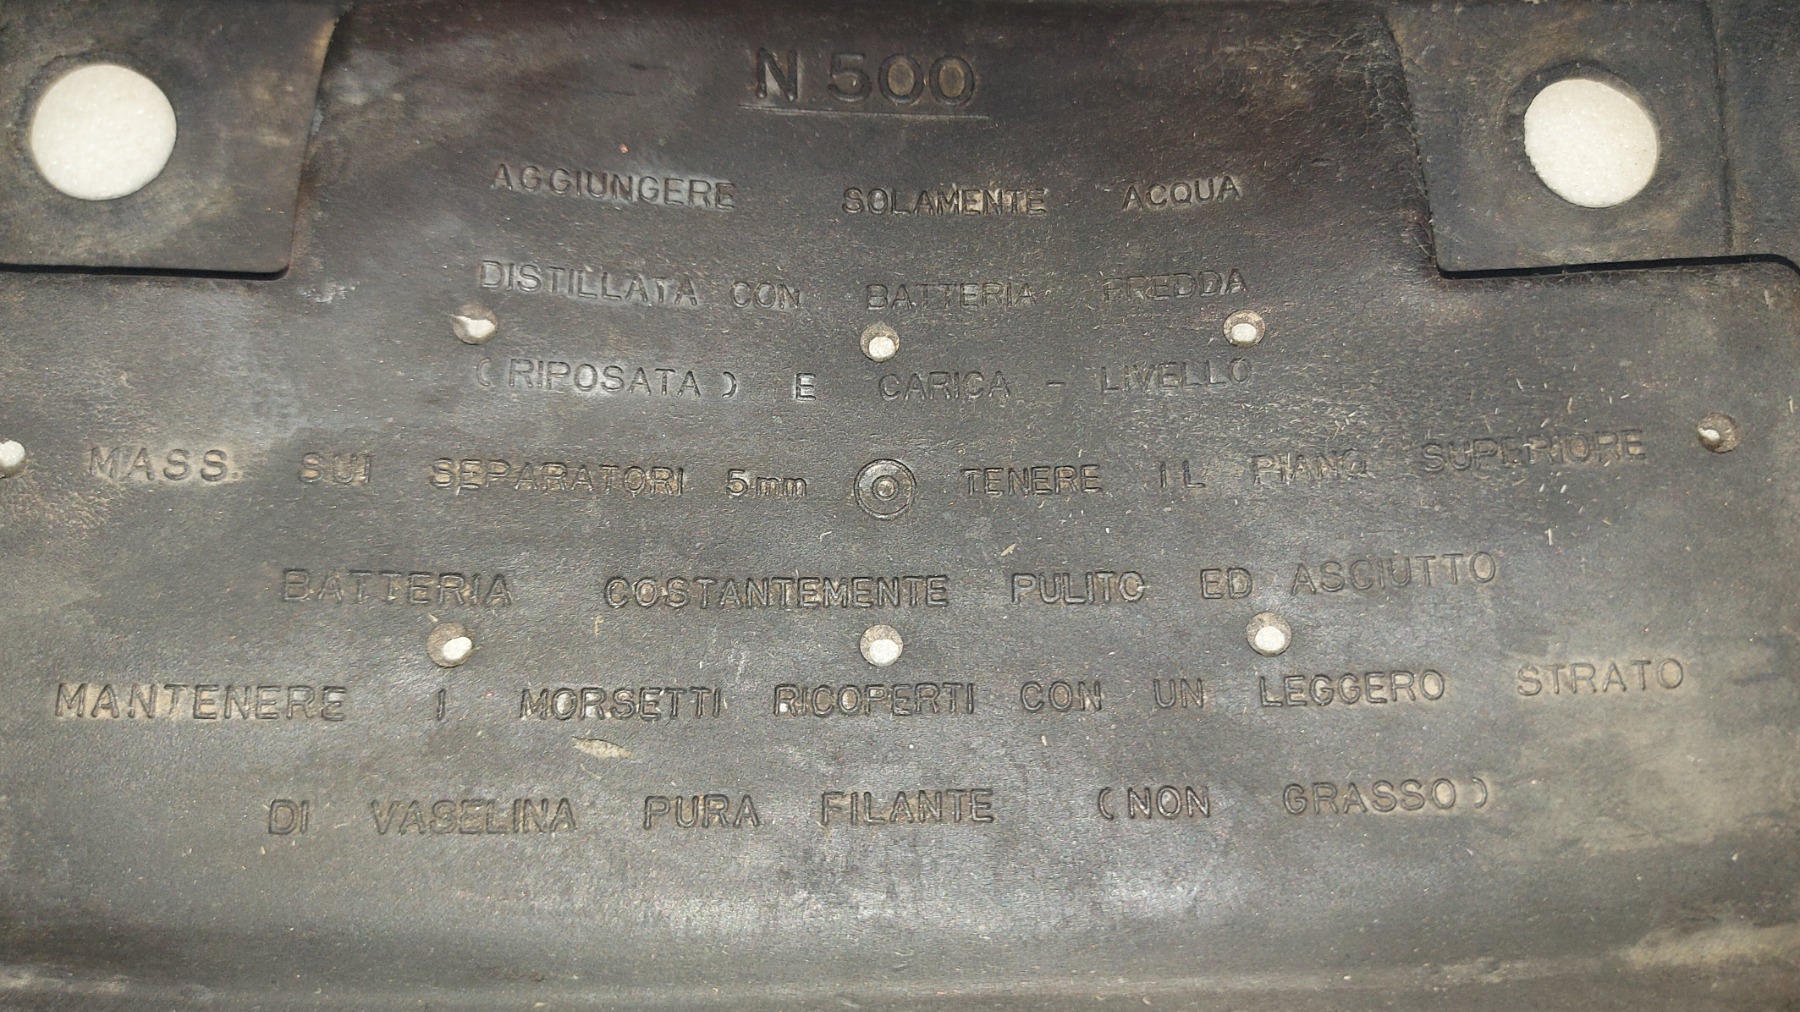 N 500
AGGIUNGERE SOLAMENTE ACQUA
DISTILLATA CON BATTERIA FREDDA
(RIPOSATA) E CARICA - LIVELLO
MASS. SUI SEPARATORI 5mm TENERE IL PIANO SUPERIORE
BATTERIA COSTANTEMENTE PULITO ED ASCIUTTO
MANTENERE I MORSETTI RICOPERTI CON UN LEGGERO STRATO
DI VASELINA PURA FILANTE (NON GRASSO)